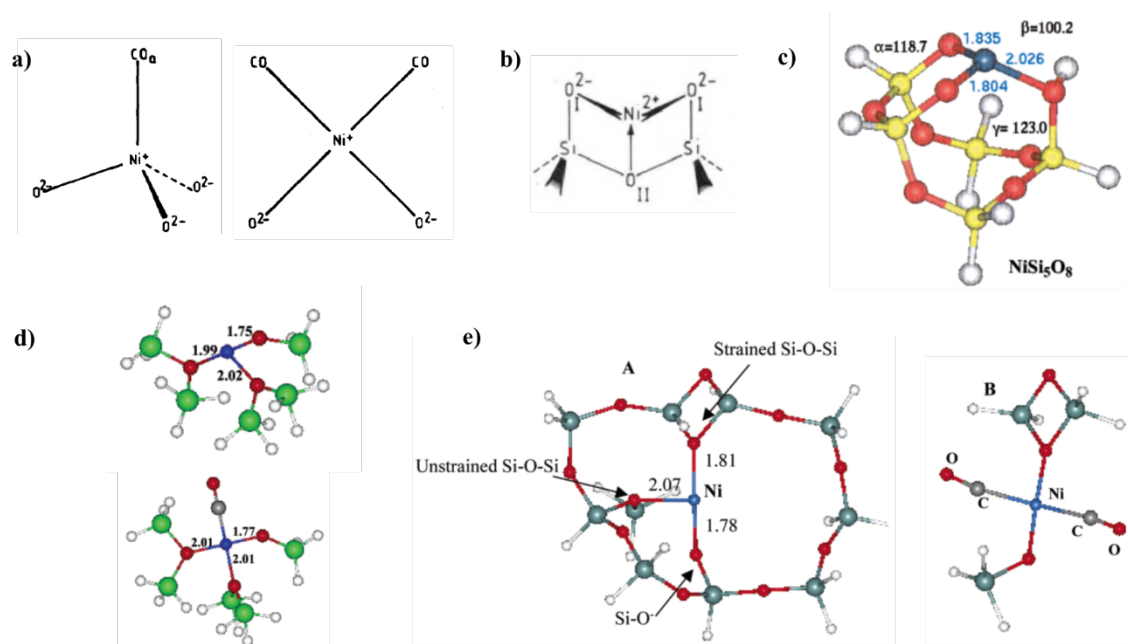 a)
COα
Ni⁺
O²⁻
O²⁻
O²⁻
CO
CO
Ni⁺
O²⁻
O²⁻
b)
O²⁻
O²⁻
I
Ni²⁺
I
Si
Si
O
II
c)
1.835
β=100.2
α=118.7
2.026
1.804
γ= 123.0
NiSi₅O₈
d)
1.75
1.99
2.02
1.77
2.01
2.01
e)
A
Strained Si-O-Si
Unstrained Si-O-Si
1.81
2.07
Ni
1.78
Si-O⁻
B
O
Ni
C
C
O